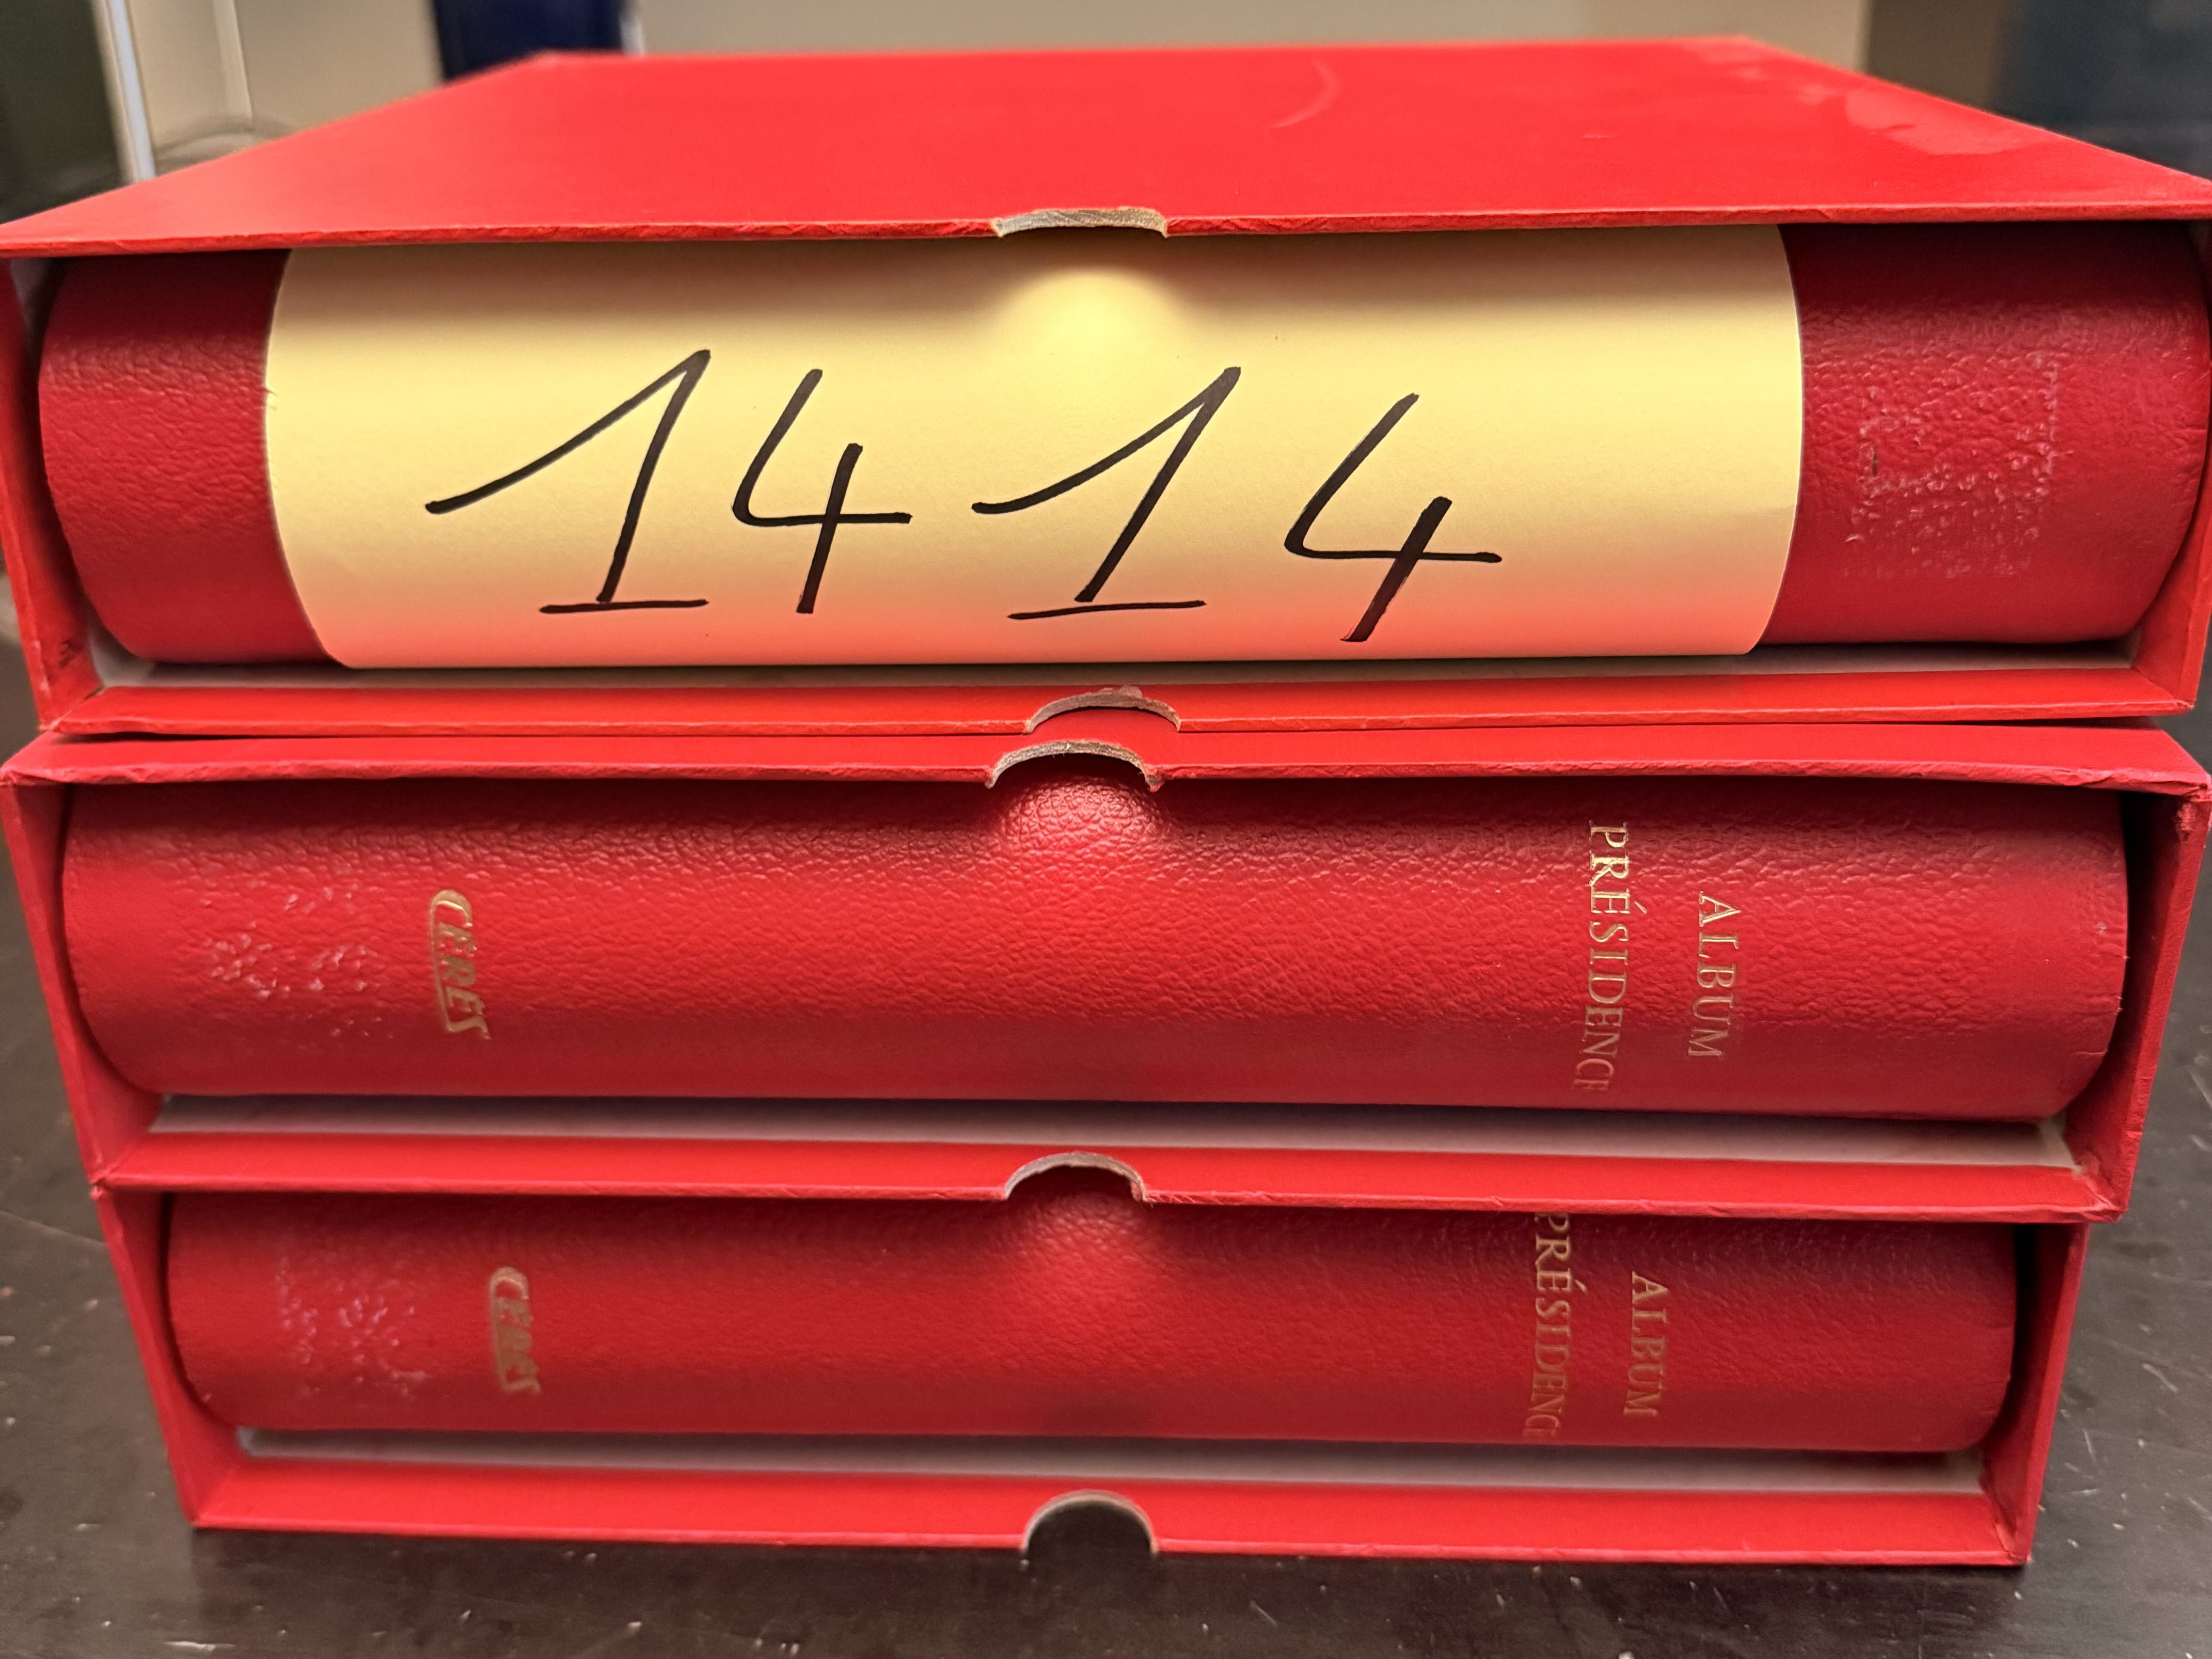 1414
CÉRÈS
ALBUM
PRÉSIDENCE
CÉRÈS
ALBUM
PRÉSIDENCE